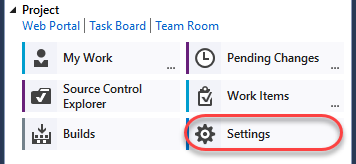 Project
Web Portal | Task Board | Team Room
My Work ...
Pending Changes ...
Source Control
Explorer
Work Items ...
Builds
Settings